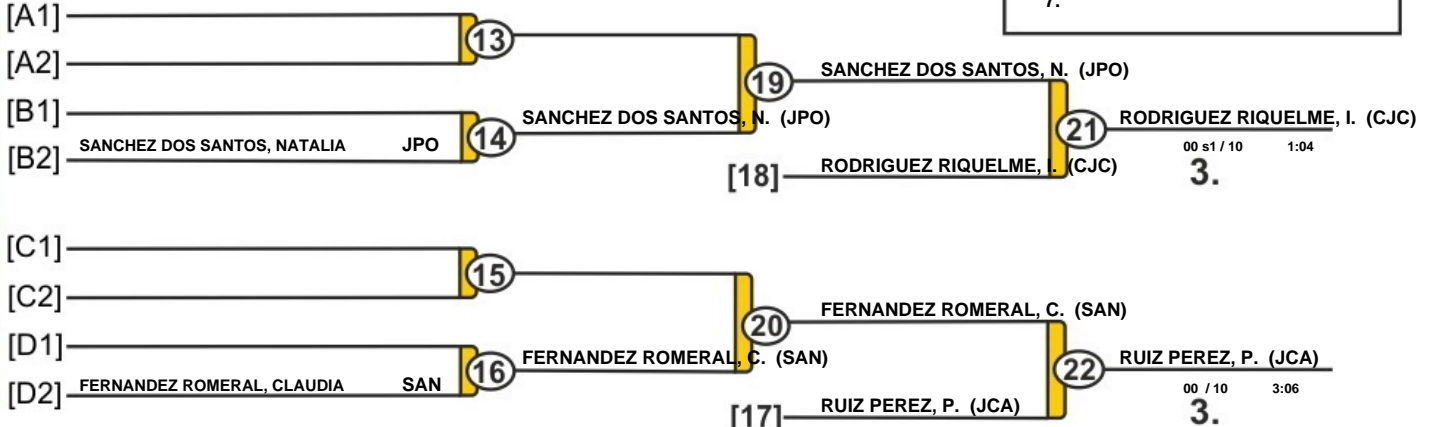 7.
[A1]
13
[A2]
19
SANCHEZ DOS SANTOS, N. (JPO)
[B1]
SANCHEZ DOS SANTOS, N. (JPO)
21
RODRIGUEZ RIQUELME, I. (CJC)
14
SANCHEZ DOS SANTOS, NATALIA JPO
00 s1 / 10 1:04
[B2]
[18]
RODRIGUEZ RIQUELME, I. (CJC)
3.
[C1]
15
[C2]
20
FERNANDEZ ROMERAL, C. (SAN)
[D1]
FERNANDEZ ROMERAL, C. (SAN)
22
RUIZ PEREZ, P. (JCA)
16
FERNANDEZ ROMERAL, CLAUDIA SAN
00 / 10 3:06
[D2]
[17]
RUIZ PEREZ, P. (JCA)
3.